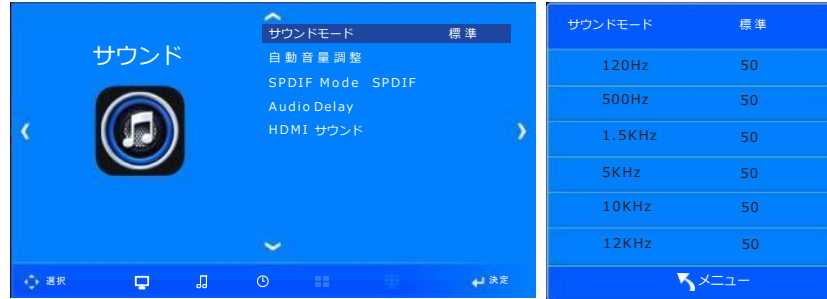 サウンド
サウンドモード 標準
自動音量調整
SPDIF Mode SPDIF
Audio Delay
HDMI サウンド
選択
決定
サウンドモード 標準
120Hz 50
500Hz 50
1.5KHz 50
5KHz 50
10KHz 50
12KHz 50
メニュー